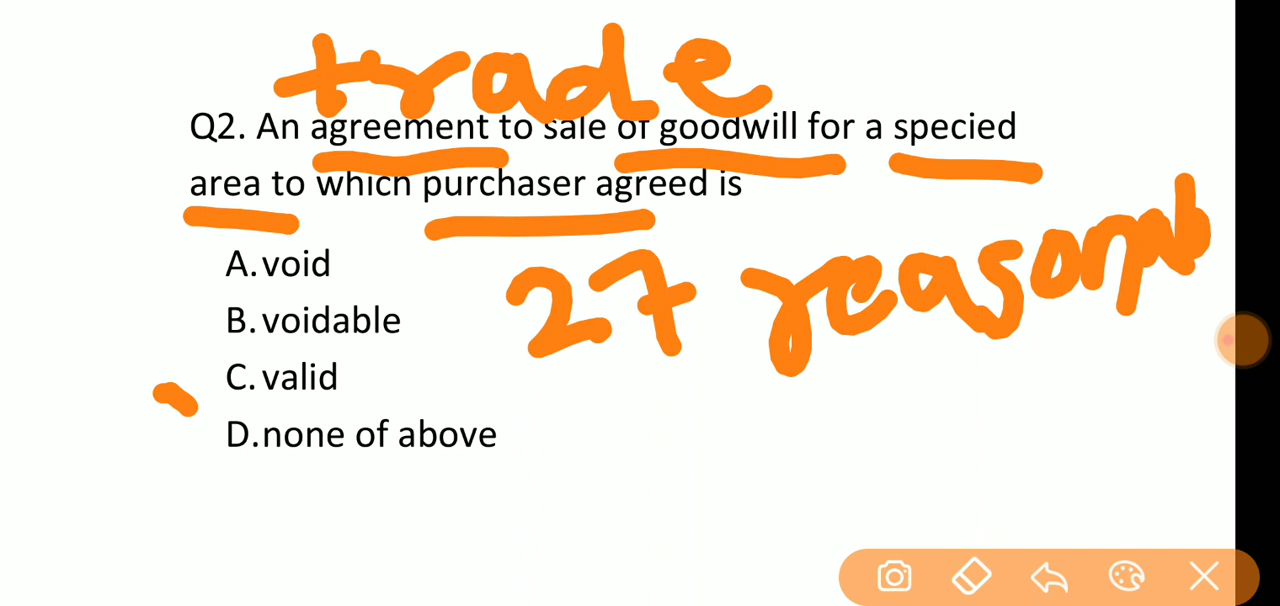 trade
Q2. An agreement to sale of goodwill for a specied
area to which purchaser agreed is
A. void
27
B. voidable
C. valid
D. none of above